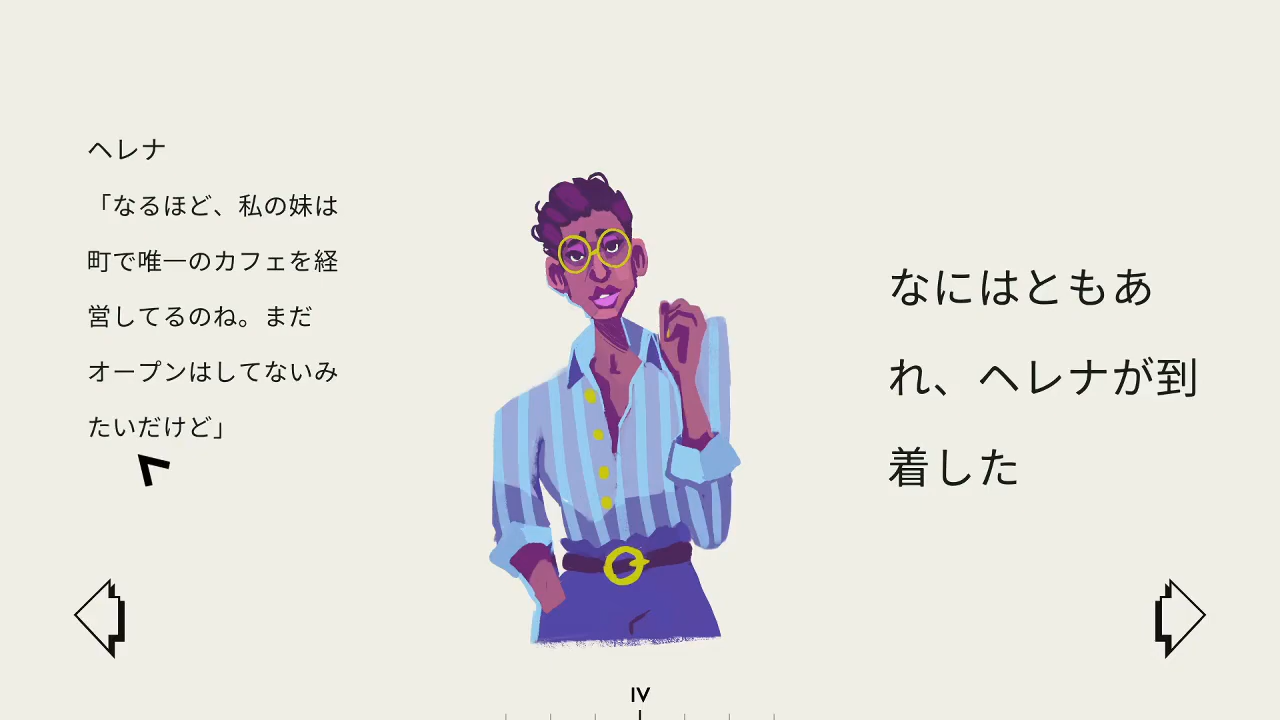 ヘレナ
「なるほど、私の妹は
町で唯一のカフェを経
営してるのね。まだ
オープンはしてないみ
たいだけど」
なにはともあ
れ、ヘレナが到
着した
IV